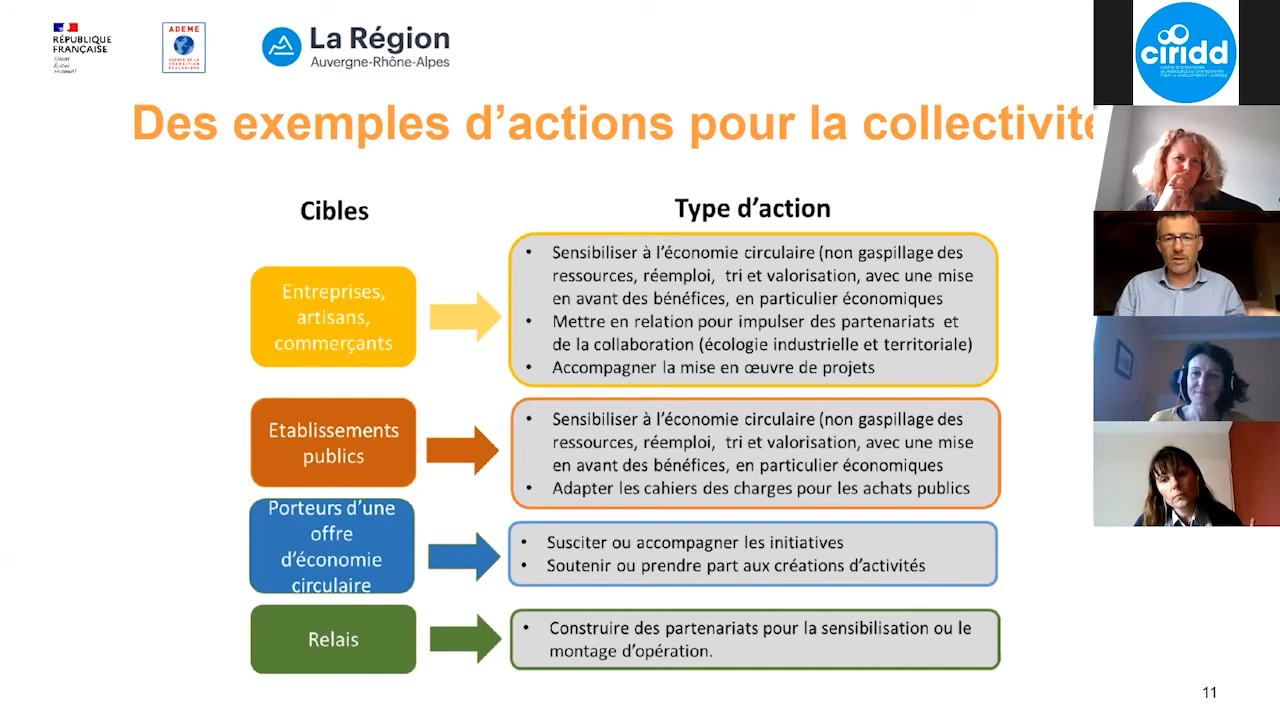 RÉPUBLIQUE
FRANÇAISE
ADEME
AGENCE DE LA
TRANSITION
ÉCOLOGIQUE
La Région
Auvergne-Rhône-Alpes
ciridd
Des exemples d’actions pour la collectivité
Cibles
Type d’action
Entreprises,
artisans,
commerçants
• Sensibiliser à l’économie circulaire (non gaspillage des
ressources, réemploi, tri et valorisation, avec une mise
en avant des bénéfices, en particulier économiques
• Mettre en relation pour impulser des partenariats et
de la collaboration (écologie industrielle et territoriale)
• Accompagner la mise en œuvre de projets
Etablissements
publics
• Sensibiliser à l’économie circulaire (non gaspillage des
ressources, réemploi, tri et valorisation, avec une mise
en avant des bénéfices, en particulier économiques
• Adapter les cahiers des charges pour les achats publics
Porteurs d’une
offre
d’économie
circulaire
• Susciter ou accompagner les initiatives
• Soutenir ou prendre part aux créations d’activités
Relais
• Construire des partenariats pour la sensibilisation ou le
montage d’opération.
11